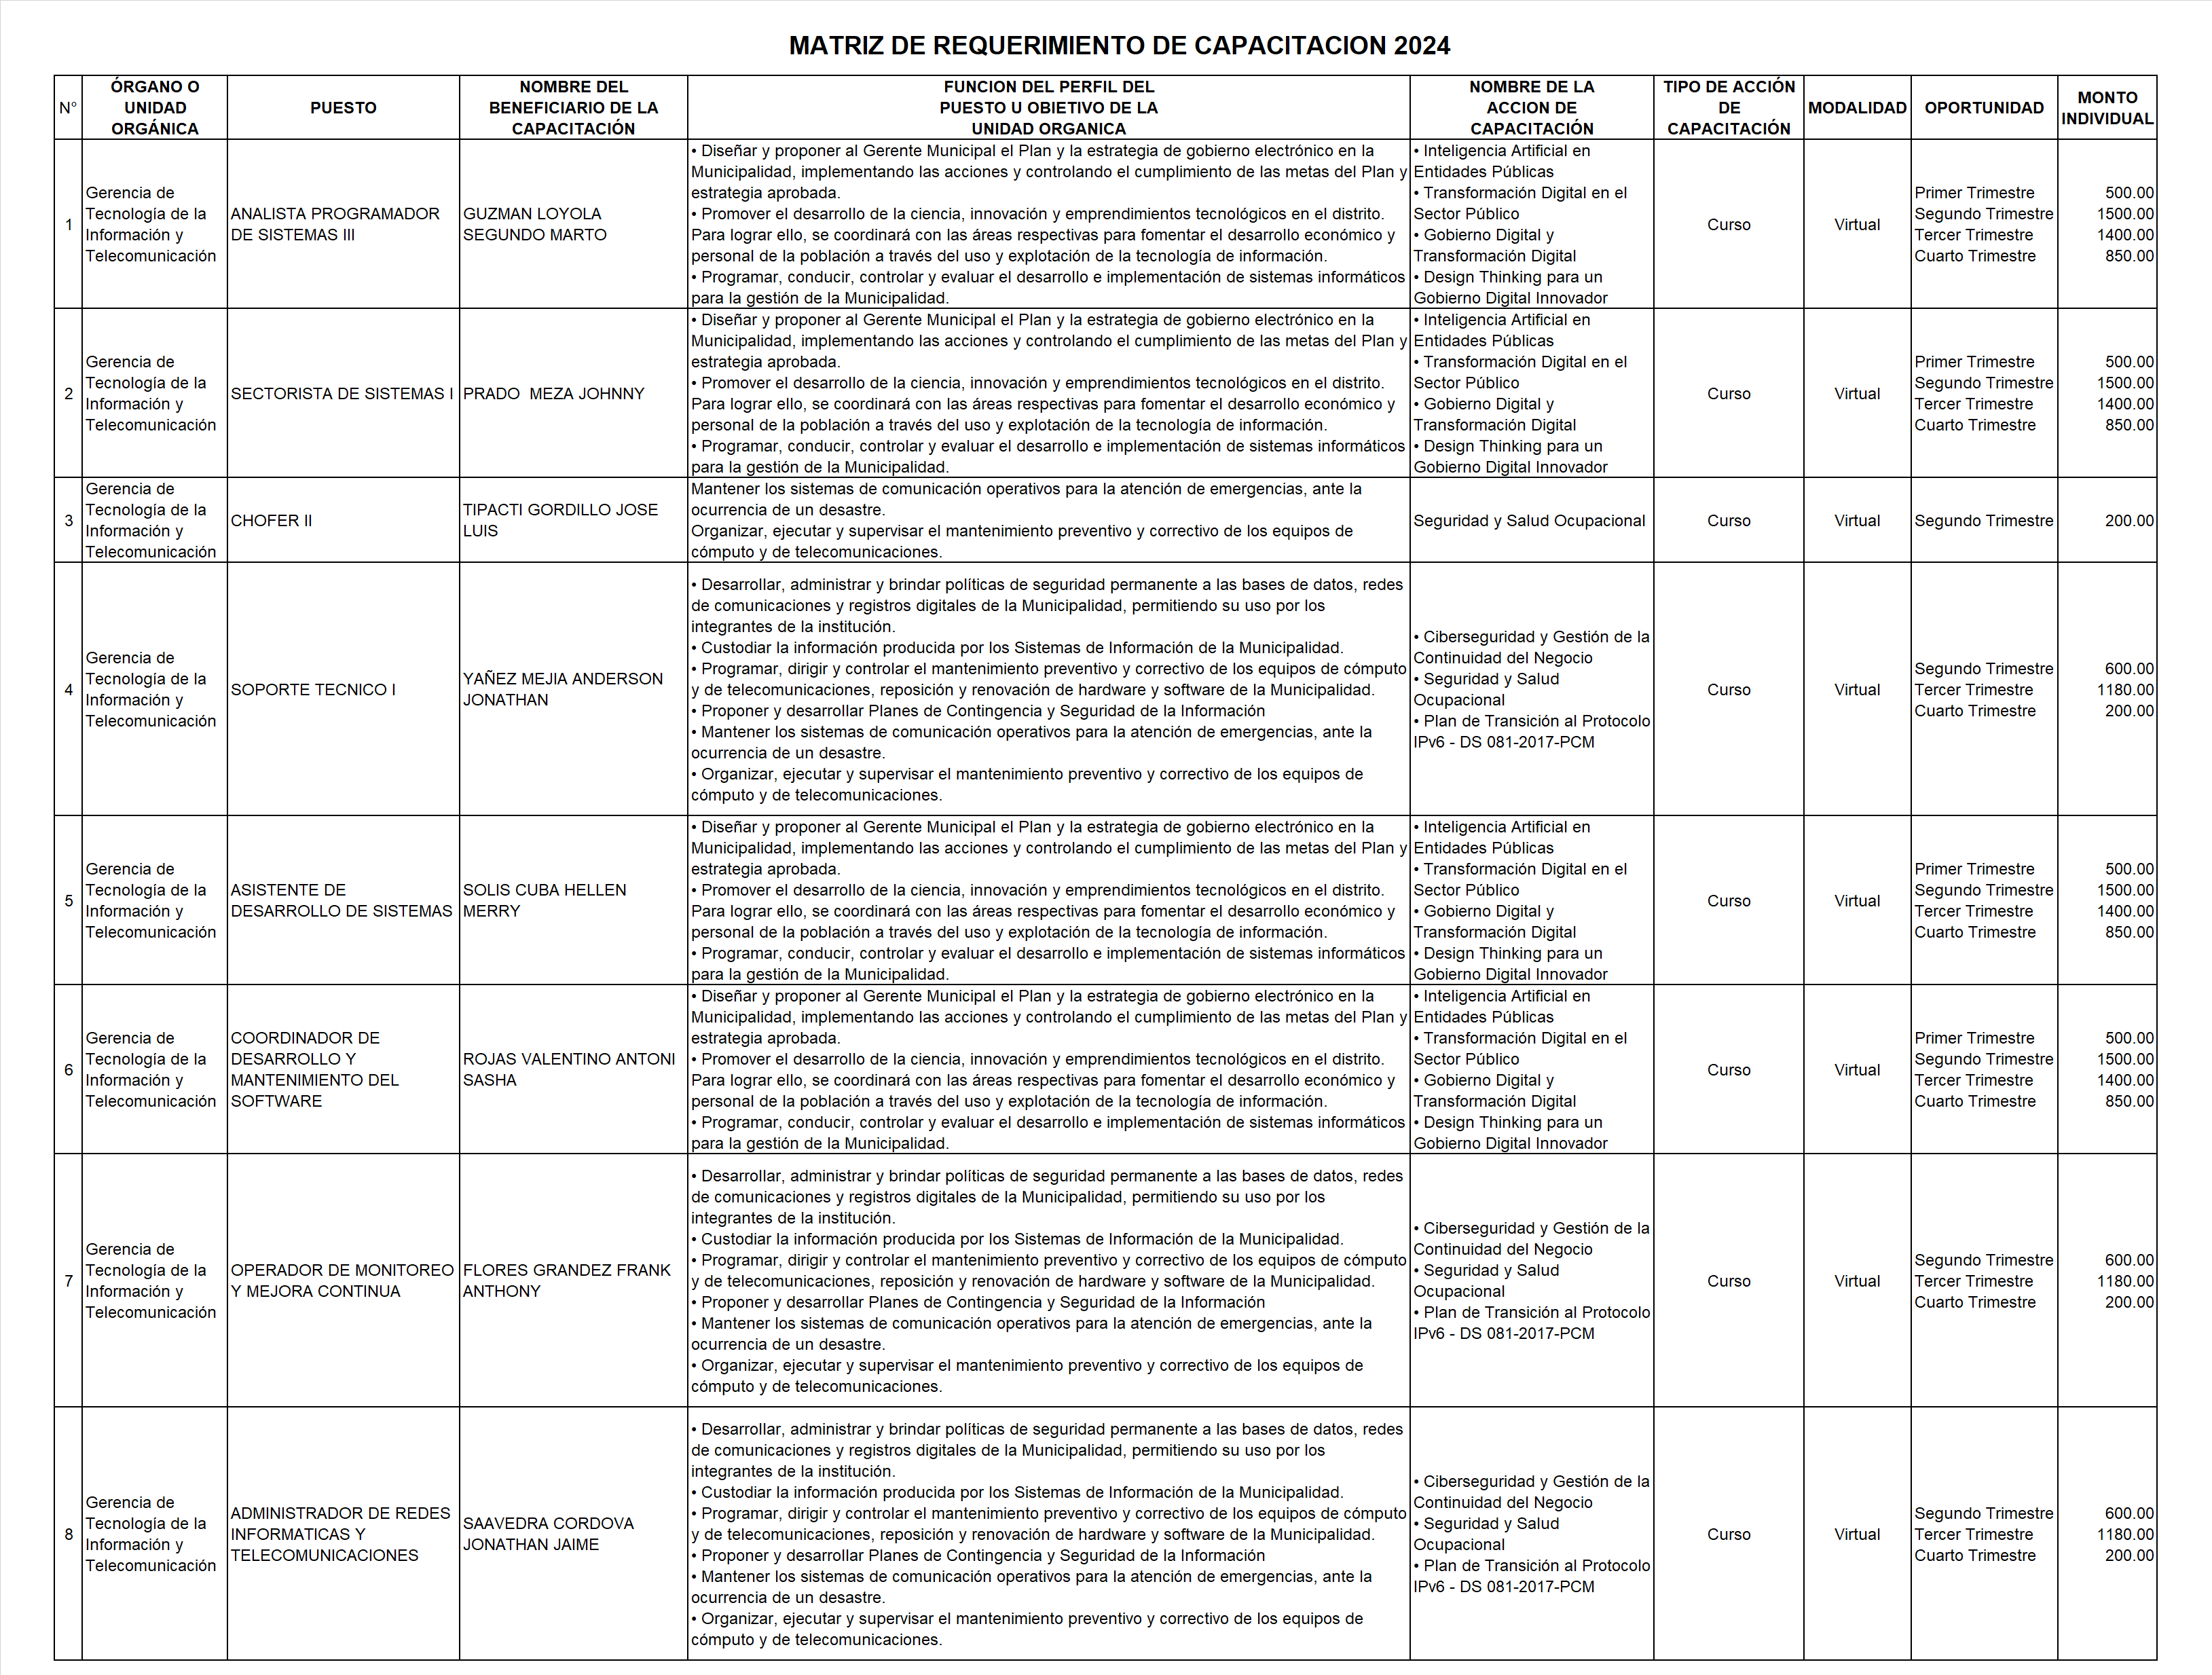 MATRIZ DE REQUERIMIENTO DE CAPACITACION 2024
N°
ÓRGANO O
UNIDAD
ORGÁNICA
PUESTO
NOMBRE DEL
BENEFICIARIO DE LA
CAPACITACIÓN
FUNCION DEL PERFIL DEL
PUESTO U OBIETIVO DE LA
UNIDAD ORGANICA
NOMBRE DE LA
ACCION DE
CAPACITACIÓN
TIPO DE ACCIÓN
DE
CAPACITACIÓN
MODALIDAD
OPORTUNIDAD
MONTO
INDIVIDUAL
1
Gerencia de
Tecnología de la
Información y
Telecomunicación
ANALISTA PROGRAMADOR
DE SISTEMAS III
GUZMAN LOYOLA
SEGUNDO MARTO
• Diseñar y proponer al Gerente Municipal el Plan y la estrategia de gobierno electrónico en la
Municipalidad, implementando las acciones y controlando el cumplimiento de las metas del Plan y
estrategia aprobada.
• Promover el desarrollo de la ciencia, innovación y emprendimientos tecnológicos en el distrito.
Para lograr ello, se coordinará con las áreas respectivas para fomentar el desarrollo económico y
personal de la población a través del uso y explotación de la tecnología de información.
• Programar, conducir, controlar y evaluar el desarrollo e implementación de sistemas informáticos
para la gestión de la Municipalidad.
• Inteligencia Artificial en
Entidades Públicas
• Transformación Digital en el
Sector Público
• Gobierno Digital y
Transformación Digital
• Design Thinking para un
Gobierno Digital Innovador
Curso
Virtual
Primer Trimestre
Segundo Trimestre
Tercer Trimestre
Cuarto Trimestre
500.00
1500.00
1400.00
850.00
2
Gerencia de
Tecnología de la
Información y
Telecomunicación
SECTORISTA DE SISTEMAS I
PRADO  MEZA JOHNNY
• Diseñar y proponer al Gerente Municipal el Plan y la estrategia de gobierno electrónico en la
Municipalidad, implementando las acciones y controlando el cumplimiento de las metas del Plan y
estrategia aprobada.
• Promover el desarrollo de la ciencia, innovación y emprendimientos tecnológicos en el distrito.
Para lograr ello, se coordinará con las áreas respectivas para fomentar el desarrollo económico y
personal de la población a través del uso y explotación de la tecnología de información.
• Programar, conducir, controlar y evaluar el desarrollo e implementación de sistemas informáticos
para la gestión de la Municipalidad.
• Inteligencia Artificial en
Entidades Públicas
• Transformación Digital en el
Sector Público
• Gobierno Digital y
Transformación Digital
• Design Thinking para un
Gobierno Digital Innovador
Curso
Virtual
Primer Trimestre
Segundo Trimestre
Tercer Trimestre
Cuarto Trimestre
500.00
1500.00
1400.00
850.00
3
Gerencia de
Tecnología de la
Información y
Telecomunicación
CHOFER II
TIPACTI GORDILLO JOSE
LUIS
Mantener los sistemas de comunicación operativos para la atención de emergencias, ante la
ocurrencia de un desastre.
Organizar, ejecutar y supervisar el mantenimiento preventivo y correctivo de los equipos de
cómputo y de telecomunicaciones.
Seguridad y Salud Ocupacional
Curso
Virtual
Segundo Trimestre
200.00
4
Gerencia de
Tecnología de la
Información y
Telecomunicación
SOPORTE TECNICO I
YAÑEZ MEJIA ANDERSON
JONATHAN
• Desarrollar, administrar y brindar políticas de seguridad permanente a las bases de datos, redes
de comunicaciones y registros digitales de la Municipalidad, permitiendo su uso por los
integrantes de la institución.
• Custodiar la información producida por los Sistemas de Información de la Municipalidad.
• Programar, dirigir y controlar el mantenimiento preventivo y correctivo de los equipos de cómputo
y de telecomunicaciones, reposición y renovación de hardware y software de la Municipalidad.
• Proponer y desarrollar Planes de Contingencia y Seguridad de la Información
• Mantener los sistemas de comunicación operativos para la atención de emergencias, ante la
ocurrencia de un desastre.
• Organizar, ejecutar y supervisar el mantenimiento preventivo y correctivo de los equipos de
cómputo y de telecomunicaciones.
• Ciberseguridad y Gestión de la
Continuidad del Negocio
• Seguridad y Salud
Ocupacional
• Plan de Transición al Protocolo
IPv6 - DS 081-2017-PCM
Curso
Virtual
Segundo Trimestre
Tercer Trimestre
Cuarto Trimestre
600.00
1180.00
200.00
5
Gerencia de
Tecnología de la
Información y
Telecomunicación
ASISTENTE DE
DESARROLLO DE SISTEMAS
SOLIS CUBA HELLEN
MERRY
• Diseñar y proponer al Gerente Municipal el Plan y la estrategia de gobierno electrónico en la
Municipalidad, implementando las acciones y controlando el cumplimiento de las metas del Plan y
estrategia aprobada.
• Promover el desarrollo de la ciencia, innovación y emprendimientos tecnológicos en el distrito.
Para lograr ello, se coordinará con las áreas respectivas para fomentar el desarrollo económico y
personal de la población a través del uso y explotación de la tecnología de información.
• Programar, conducir, controlar y evaluar el desarrollo e implementación de sistemas informáticos
para la gestión de la Municipalidad.
• Inteligencia Artificial en
Entidades Públicas
• Transformación Digital en el
Sector Público
• Gobierno Digital y
Transformación Digital
• Design Thinking para un
Gobierno Digital Innovador
Curso
Virtual
Primer Trimestre
Segundo Trimestre
Tercer Trimestre
Cuarto Trimestre
500.00
1500.00
1400.00
850.00
6
Gerencia de
Tecnología de la
Información y
Telecomunicación
COORDINADOR DE
DESARROLLO Y
MANTENIMIENTO DEL
SOFTWARE
ROJAS VALENTINO ANTONI
SASHA
• Diseñar y proponer al Gerente Municipal el Plan y la estrategia de gobierno electrónico en la
Municipalidad, implementando las acciones y controlando el cumplimiento de las metas del Plan y
estrategia aprobada.
• Promover el desarrollo de la ciencia, innovación y emprendimientos tecnológicos en el distrito.
Para lograr ello, se coordinará con las áreas respectivas para fomentar el desarrollo económico y
personal de la población a través del uso y explotación de la tecnología de información.
• Programar, conducir, controlar y evaluar el desarrollo e implementación de sistemas informáticos
para la gestión de la Municipalidad.
• Inteligencia Artificial en
Entidades Públicas
• Transformación Digital en el
Sector Público
• Gobierno Digital y
Transformación Digital
• Design Thinking para un
Gobierno Digital Innovador
Curso
Virtual
Primer Trimestre
Segundo Trimestre
Tercer Trimestre
Cuarto Trimestre
500.00
1500.00
1400.00
850.00
7
Gerencia de
Tecnología de la
Información y
Telecomunicación
OPERADOR DE MONITOREO
Y MEJORA CONTINUA
FLORES GRANDEZ FRANK
ANTHONY
• Desarrollar, administrar y brindar políticas de seguridad permanente a las bases de datos, redes
de comunicaciones y registros digitales de la Municipalidad, permitiendo su uso por los
integrantes de la institución.
• Custodiar la información producida por los Sistemas de Información de la Municipalidad.
• Programar, dirigir y controlar el mantenimiento preventivo y correctivo de los equipos de cómputo
y de telecomunicaciones, reposición y renovación de hardware y software de la Municipalidad.
• Proponer y desarrollar Planes de Contingencia y Seguridad de la Información
• Mantener los sistemas de comunicación operativos para la atención de emergencias, ante la
ocurrencia de un desastre.
• Organizar, ejecutar y supervisar el mantenimiento preventivo y correctivo de los equipos de
cómputo y de telecomunicaciones.
• Ciberseguridad y Gestión de la
Continuidad del Negocio
• Seguridad y Salud
Ocupacional
• Plan de Transición al Protocolo
IPv6 - DS 081-2017-PCM
Curso
Virtual
Segundo Trimestre
Tercer Trimestre
Cuarto Trimestre
600.00
1180.00
200.00
8
Gerencia de
Tecnología de la
Información y
Telecomunicación
ADMINISTRADOR DE REDES
INFORMATICAS Y
TELECOMUNICACIONES
SAAVEDRA CORDOVA
JONATHAN JAIME
• Desarrollar, administrar y brindar políticas de seguridad permanente a las bases de datos, redes
de comunicaciones y registros digitales de la Municipalidad, permitiendo su uso por los
integrantes de la institución.
• Custodiar la información producida por los Sistemas de Información de la Municipalidad.
• Programar, dirigir y controlar el mantenimiento preventivo y correctivo de los equipos de cómputo
y de telecomunicaciones, reposición y renovación de hardware y software de la Municipalidad.
• Proponer y desarrollar Planes de Contingencia y Seguridad de la Información
• Mantener los sistemas de comunicación operativos para la atención de emergencias, ante la
ocurrencia de un desastre.
• Organizar, ejecutar y supervisar el mantenimiento preventivo y correctivo de los equipos de
cómputo y de telecomunicaciones.
• Ciberseguridad y Gestión de la
Continuidad del Negocio
• Seguridad y Salud
Ocupacional
• Plan de Transición al Protocolo
IPv6 - DS 081-2017-PCM
Curso
Virtual
Segundo Trimestre
Tercer Trimestre
Cuarto Trimestre
600.00
1180.00
200.00